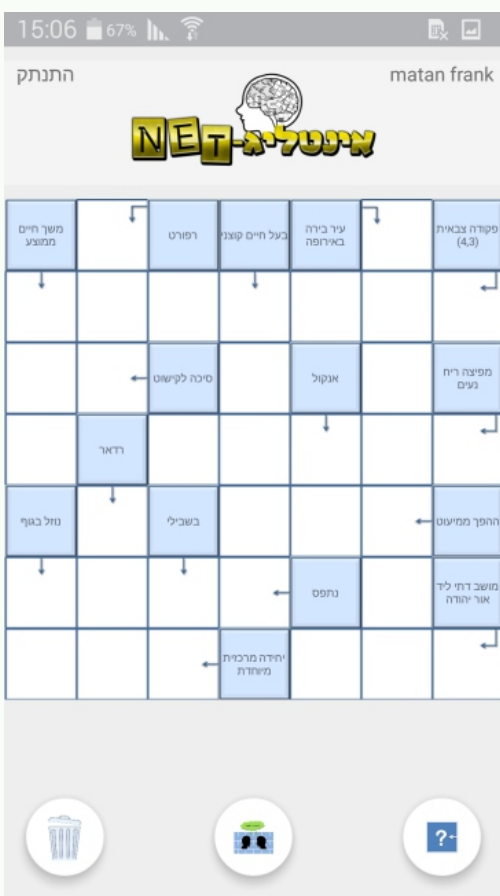 15:06 67%
matan frank
התנתק
אינטליג-NET
פקודה צבאית
(4,3)
עיר בירה
באירופה
בעל חיים קוצני
רפורט
משך חיים
ממוצע
מפיצה ריח
נעים
אנקול
סיכה לקישוט
רדאר
ההפך ממיעוט
בשבילי
נוזל בגוף
מושב דתי ליד
אור יהודה
נתפס
יחידה מרכזית
מיוחדת
?